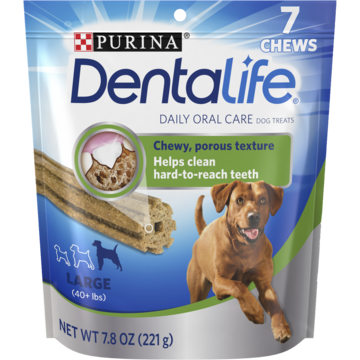 PURINA
7
CHEWS
DentaLife
DAILY ORAL CARE DOG TREATS
Chewy, porous texture
Helps clean
hard-to-reach teeth
LARGE
(40+ lbs)
NET WT 7.8 OZ (221 g)